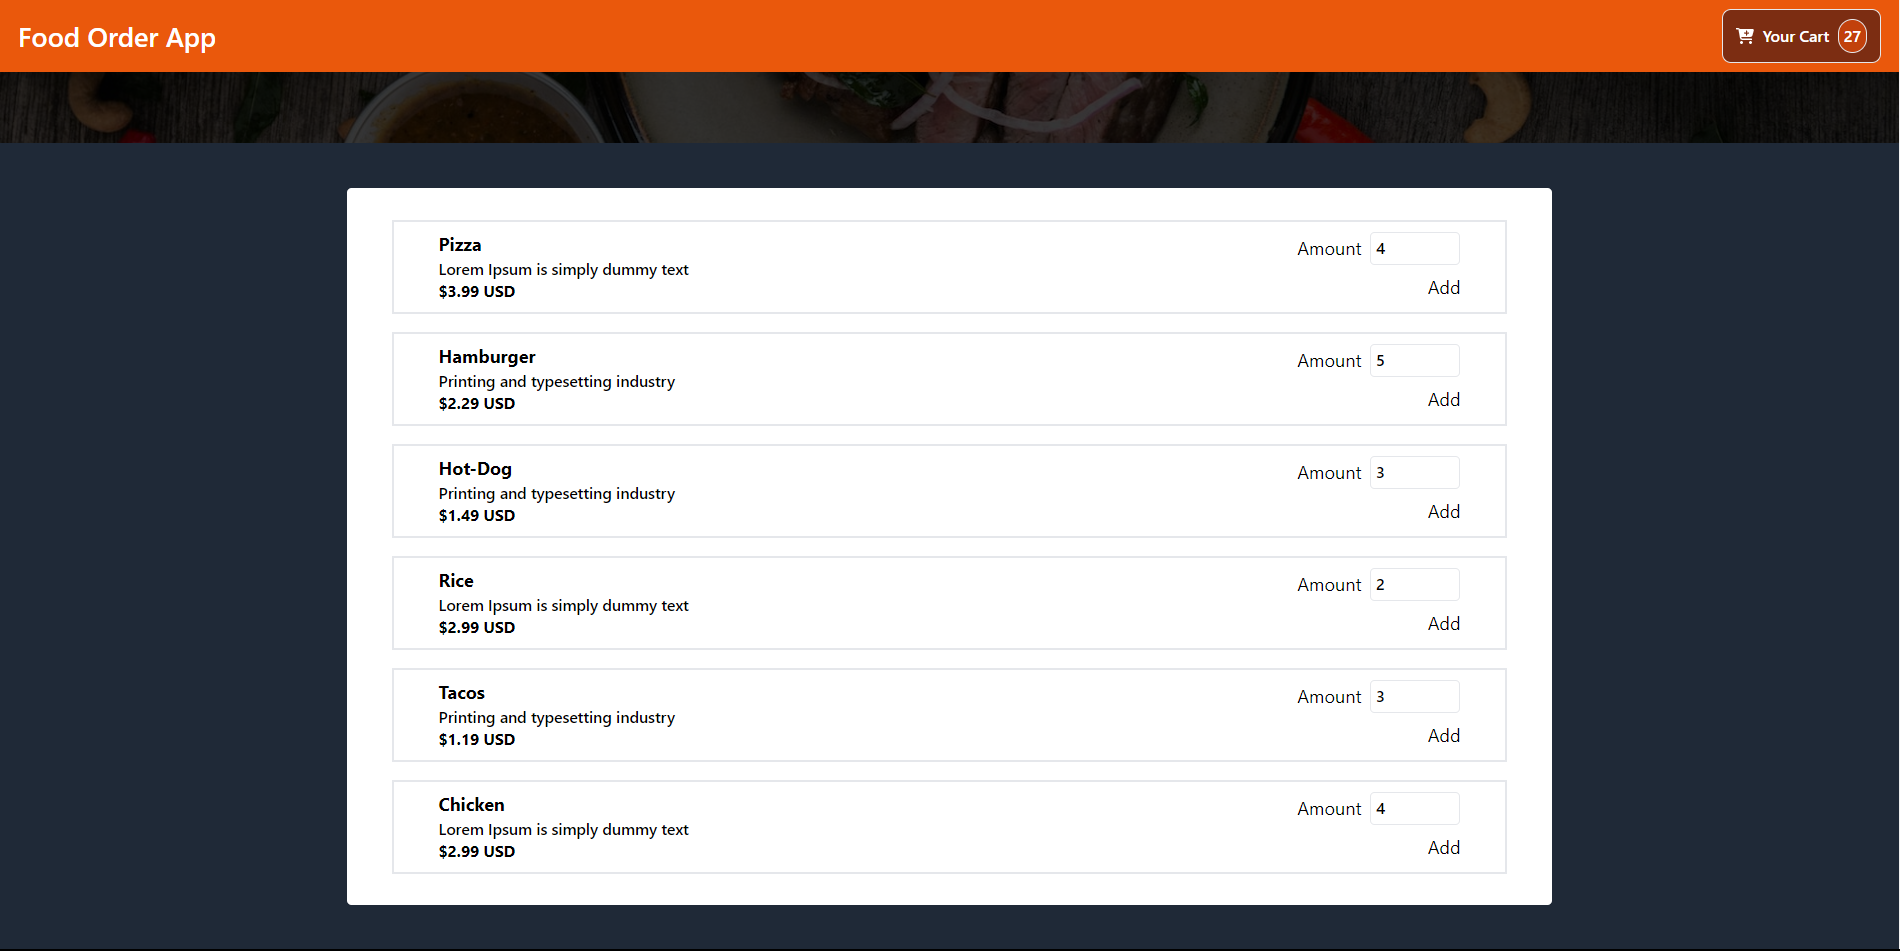 Food Order App
Your Cart 27
Pizza
Lorem Ipsum is simply dummy text
$3.99 USD
Amount 4
Add
Hamburger
Printing and typesetting industry
$2.29 USD
Amount 5
Add
Hot-Dog
Printing and typesetting industry
$1.49 USD
Amount 3
Add
Rice
Lorem Ipsum is simply dummy text
$2.99 USD
Amount 2
Add
Tacos
Printing and typesetting industry
$1.19 USD
Amount 3
Add
Chicken
Lorem Ipsum is simply dummy text
$2.99 USD
Amount 4
Add